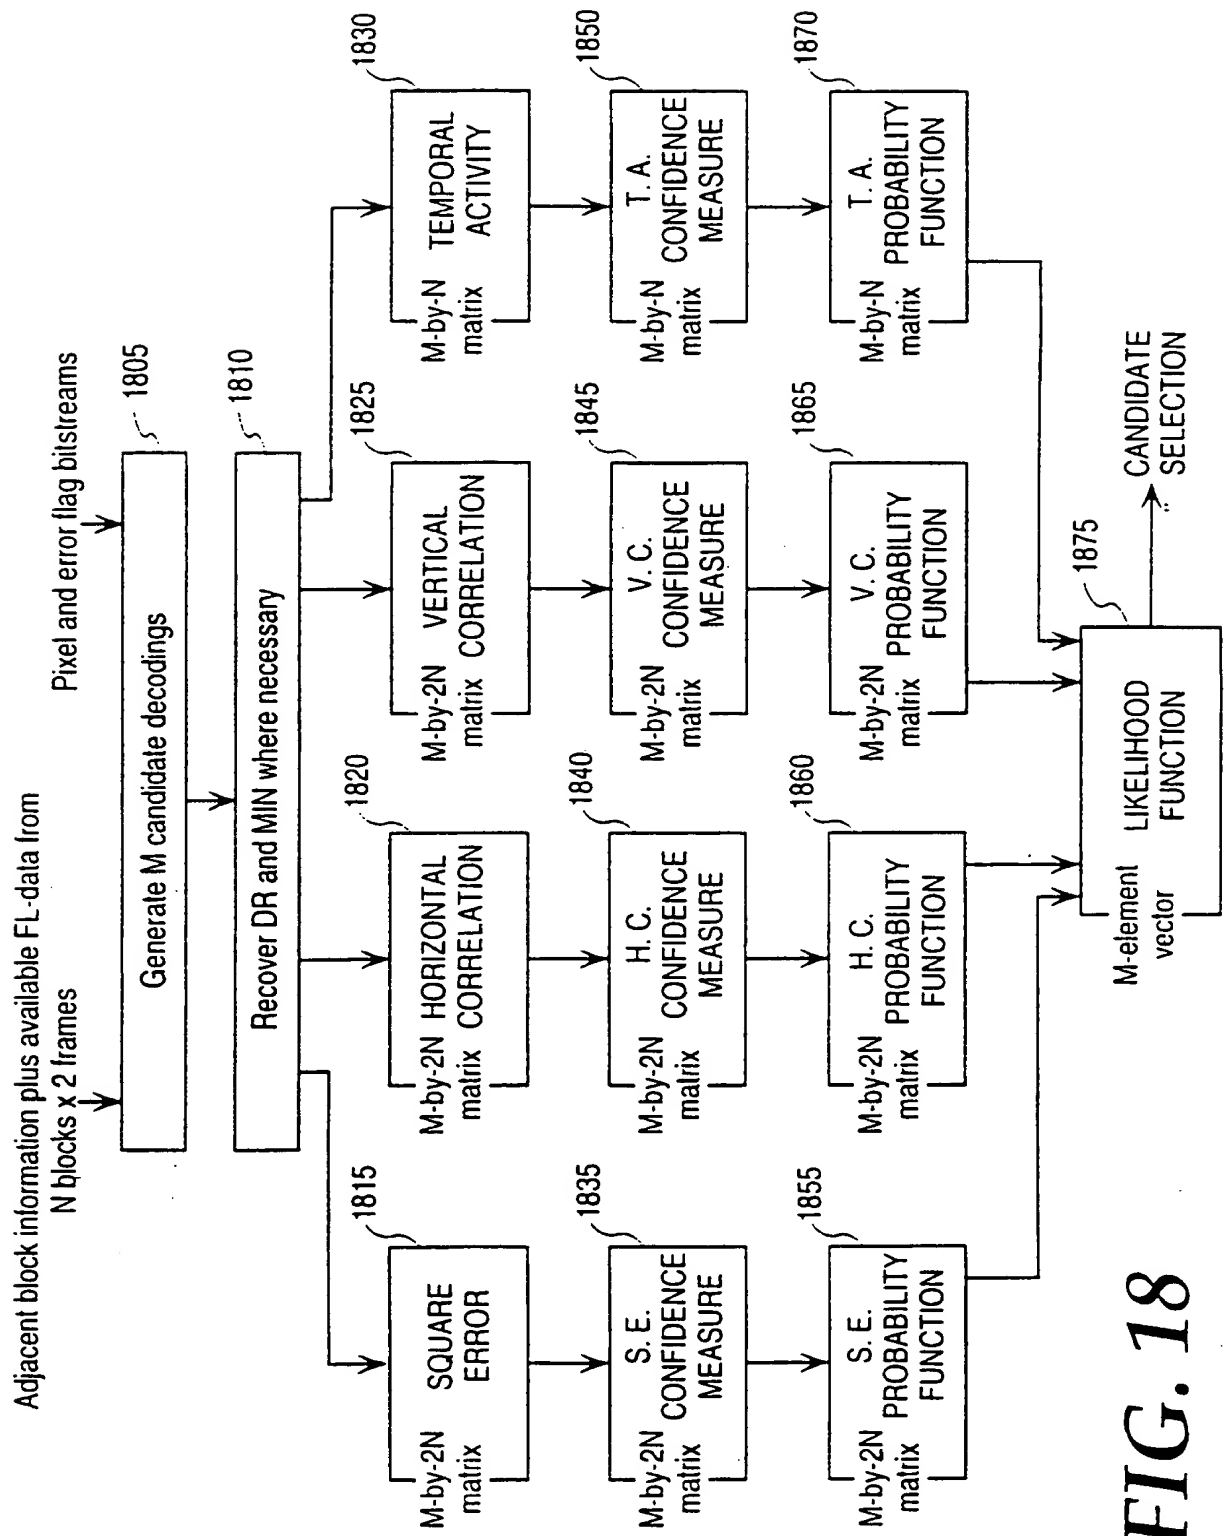 Adjacent block information plus available FL-data from
N blocks x 2 frames
Pixel and error flag bitstreams
1805
Generate M candidate decodings
1810
Recover DR and MIN where necessary
1815
SQUARE
ERROR
M-by-2N
matrix
1820
HORIZONTAL
CORRELATION
M-by-2N
matrix
1825
VERTICAL
CORRELATION
M-by-2N
matrix
1830
TEMPORAL
ACTIVITY
M-by-N
matrix
1835
S. E.
CONFIDENCE
MEASURE
M-by-2N
matrix
1840
H. C.
CONFIDENCE
MEASURE
M-by-2N
matrix
1845
V. C.
CONFIDENCE
MEASURE
M-by-2N
matrix
1850
T. A.
CONFIDENCE
MEASURE
M-by-N
matrix
1855
S. E.
PROBABILITY
FUNCTION
M-by-2N
matrix
1860
H. C.
PROBABILITY
FUNCTION
M-by-2N
matrix
1865
V. C.
PROBABILITY
FUNCTION
M-by-2N
matrix
1870
T. A.
PROBABILITY
FUNCTION
M-by-N
matrix
1875
LIKELIHOOD
FUNCTION
M-element
vector
CANDIDATE
SELECTION
FIG. 18